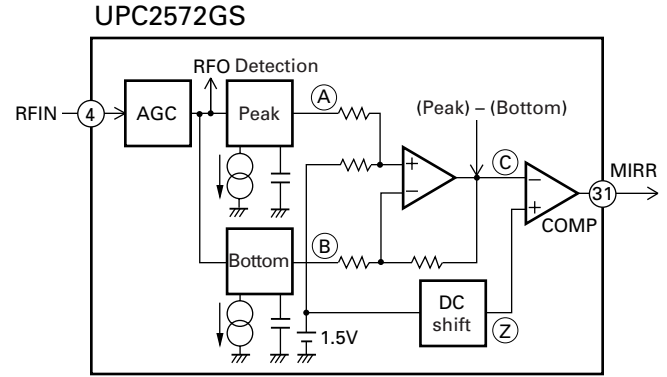 UPC2572GS
RFO Detection
RFIN
4
AGC
Peak
A
(Peak) – (Bottom)
+
−
C
−
+
MIRR
31
COMP
Bottom
B
DC
shift
Z
1.5V